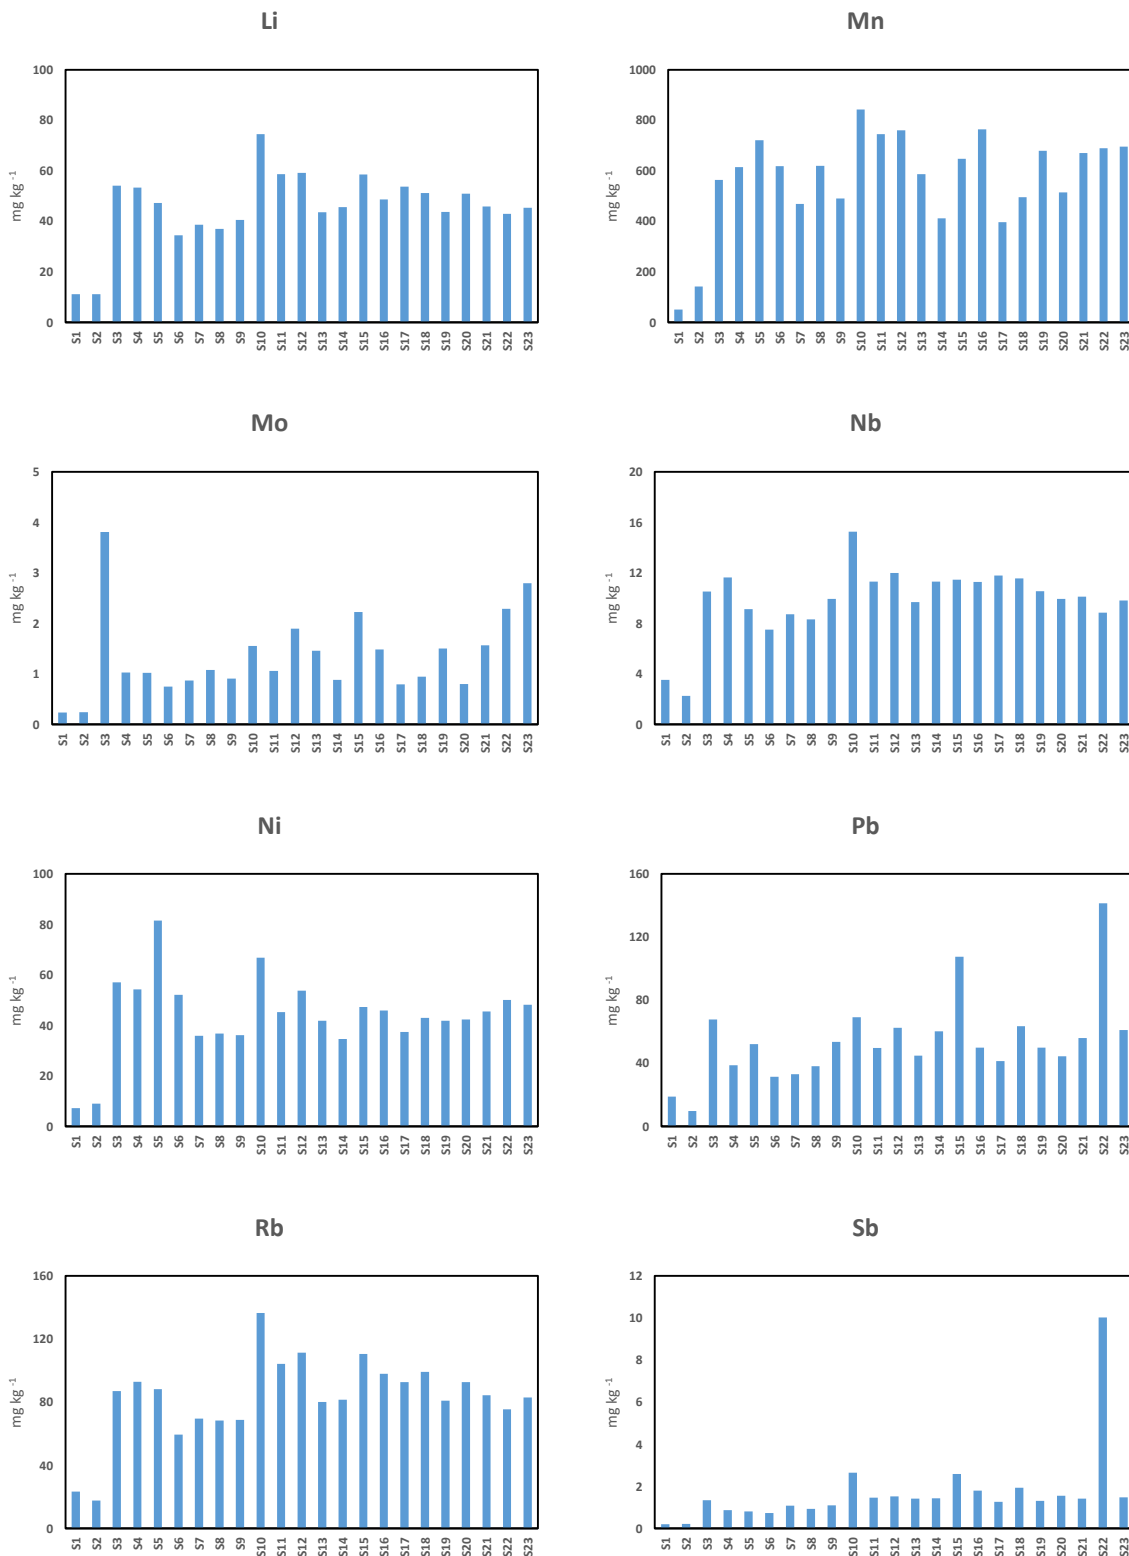 Li
100
80
60
40
20
0
mg kg -1
S1 S2 S3 S4 S5 S6 S7 S8 S9 S10 S11 S12 S13 S14 S15 S16 S17 S18 S19 S20 S21 S22 S23
Mn
1000
800
600
400
200
0
mg kg -1
S1 S2 S3 S4 S5 S6 S7 S8 S9 S10 S11 S12 S13 S14 S15 S16 S17 S18 S19 S20 S21 S22 S23
Mo
5
4
3
2
1
0
mg kg -1
S1 S2 S3 S4 S5 S6 S7 S8 S9 S10 S11 S12 S13 S14 S15 S16 S17 S18 S19 S20 S21 S22 S23
Nb
20
16
12
8
4
0
mg kg -1
S1 S2 S3 S4 S5 S6 S7 S8 S9 S10 S11 S12 S13 S14 S15 S16 S17 S18 S19 S20 S21 S22 S23
Ni
100
80
60
40
20
0
mg kg -1
S1 S2 S3 S4 S5 S6 S7 S8 S9 S10 S11 S12 S13 S14 S15 S16 S17 S18 S19 S20 S21 S22 S23
Pb
160
120
80
40
0
mg kg -1
S1 S2 S3 S4 S5 S6 S7 S8 S9 S10 S11 S12 S13 S14 S15 S16 S17 S18 S19 S20 S21 S22 S23
Rb
160
120
80
40
0
mg kg -1
S1 S2 S3 S4 S5 S6 S7 S8 S9 S10 S11 S12 S13 S14 S15 S16 S17 S18 S19 S20 S21 S22 S23
Sb
12
10
8
6
4
2
0
mg kg -1
S1 S2 S3 S4 S5 S6 S7 S8 S9 S10 S11 S12 S13 S14 S15 S16 S17 S18 S19 S20 S21 S22 S23